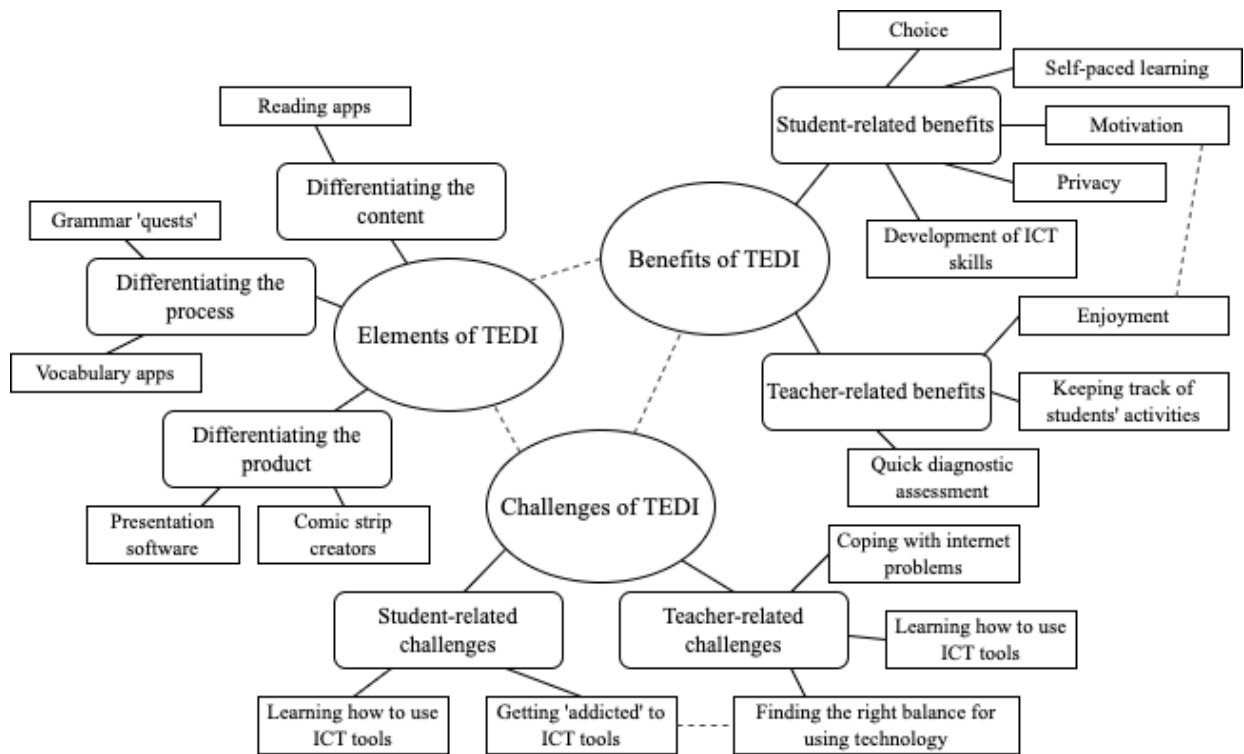 Choice
Self-paced learning
Reading apps
Student-related benefits
Motivation
Differentiating the
content
Privacy
Grammar 'quests'
Development of ICT
skills
Benefits of TEDI
Differentiating the
process
Elements of TEDI
Enjoyment
Vocabulary apps
Teacher-related benefits
Keeping track of
students' activities
Differentiating the
product
Quick diagnostic
assessment
Presentation
software
Comic strip
creators
Challenges of TEDI
Coping with internet
problems
Student-related
challenges
Teacher-related
challenges
Learning how to use
ICT tools
Learning how to use
ICT tools
Getting 'addicted' to
ICT tools
Finding the right balance for
using technology